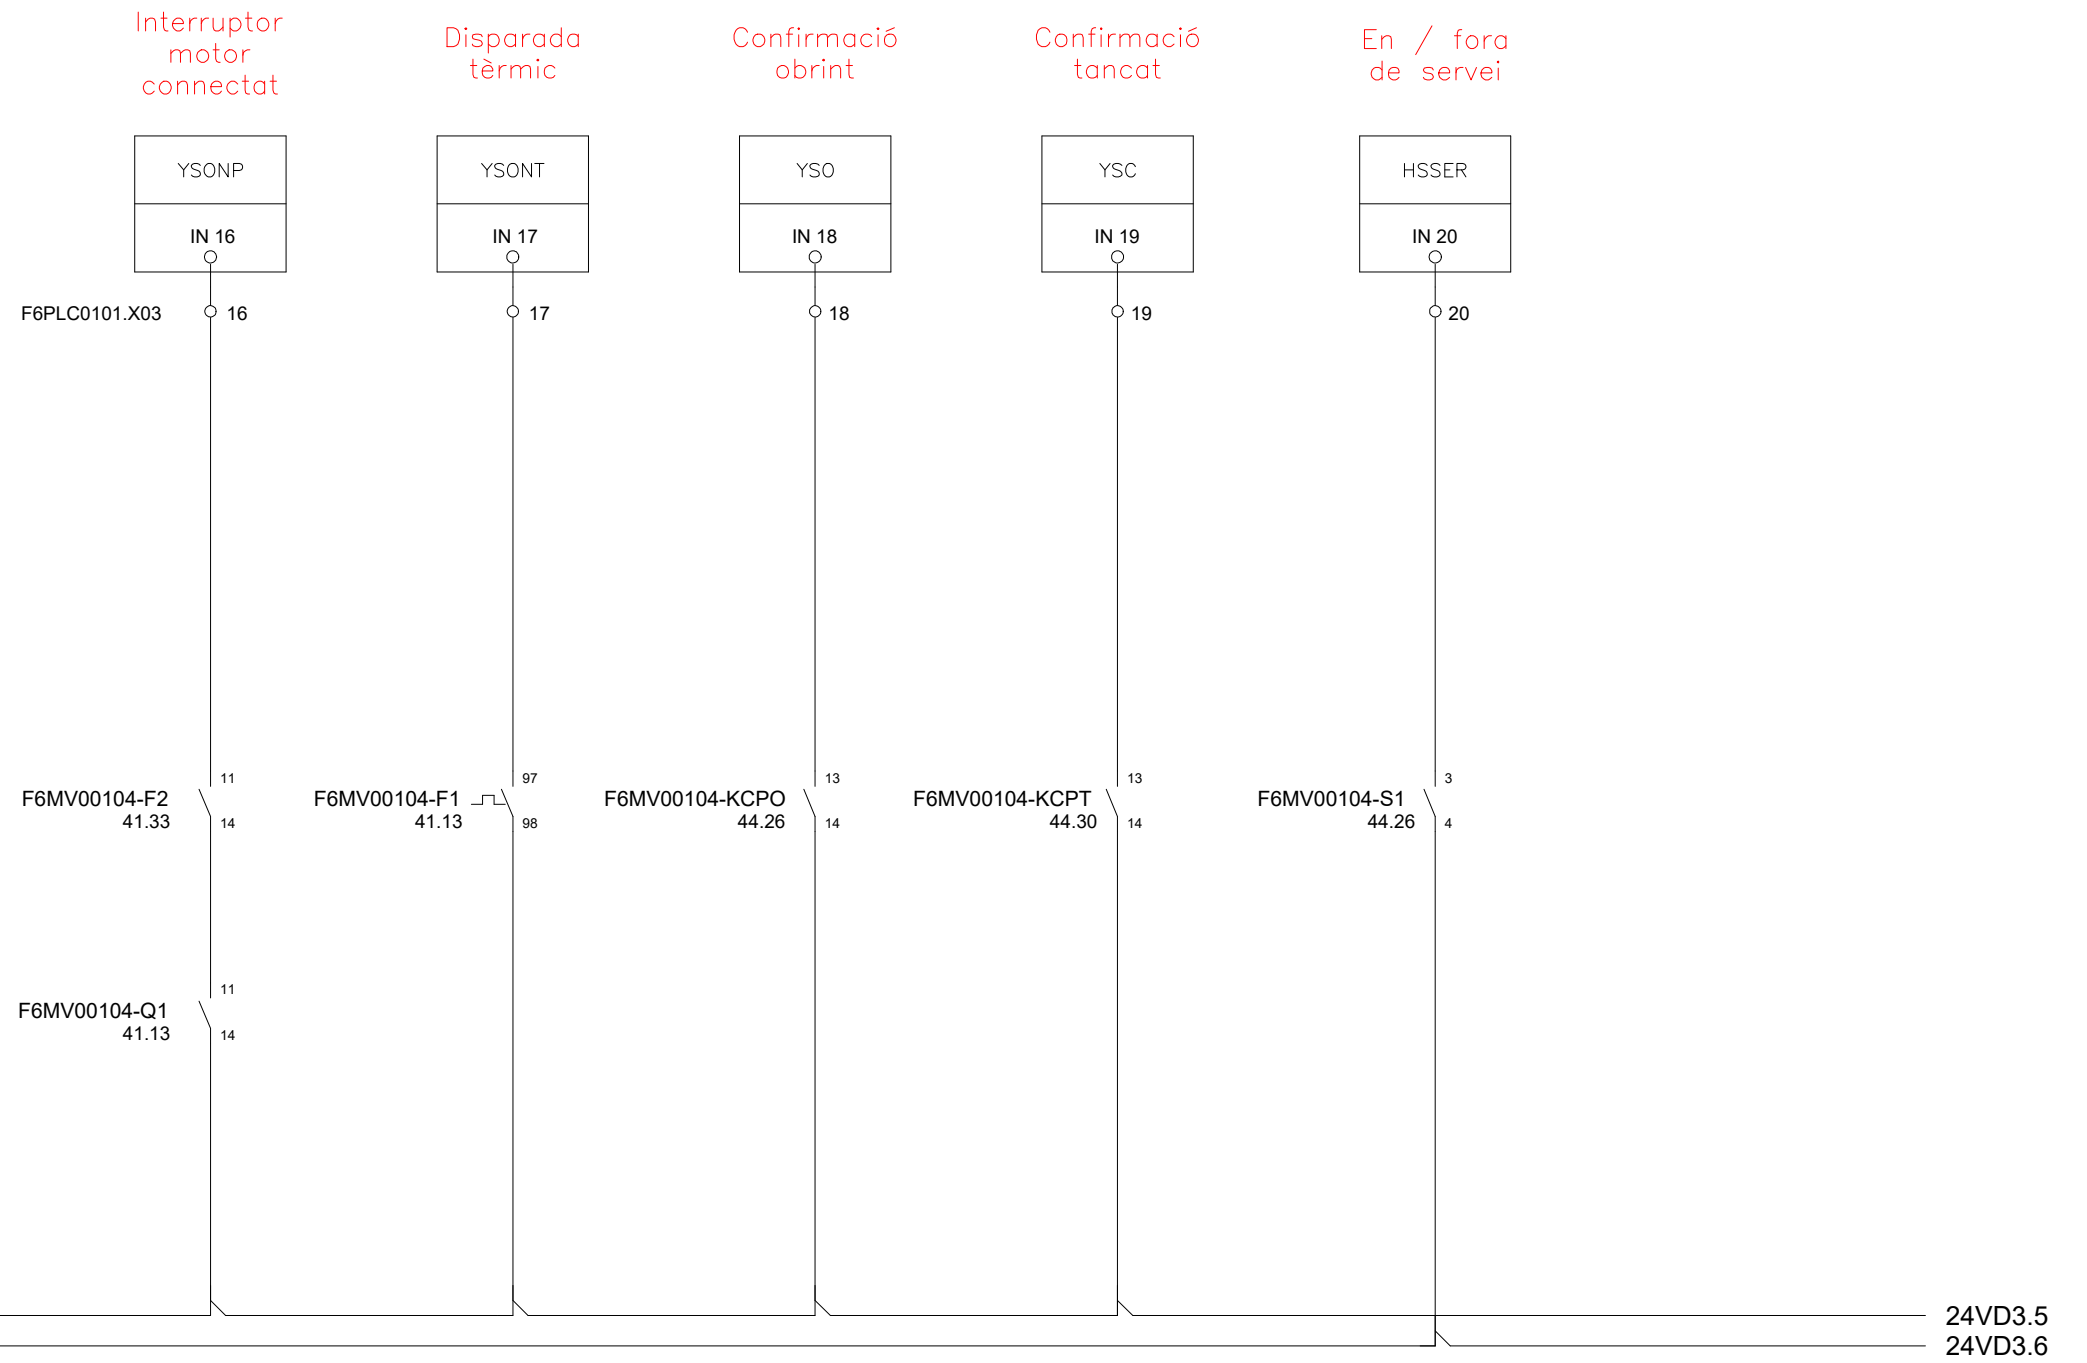 Interruptor
motor
connectat
Disparada
tèrmic
Confirmació
obrint
Confirmació
tancat
En / fora
de servei
YSONP
YSONT
YSO
YSC
HSSER
IN 16
IN 17
IN 18
IN 19
IN 20
F6PLC0101.X03
16
17
18
19
20
11
F6MV00104-F2
41.33
14
97
F6MV00104-F1
41.13
98
13
F6MV00104-KCPO
44.26
14
13
F6MV00104-KCPT
44.30
14
3
F6MV00104-S1
44.26
4
11
F6MV00104-Q1
41.13
14
24VD3.5
24VD3.6